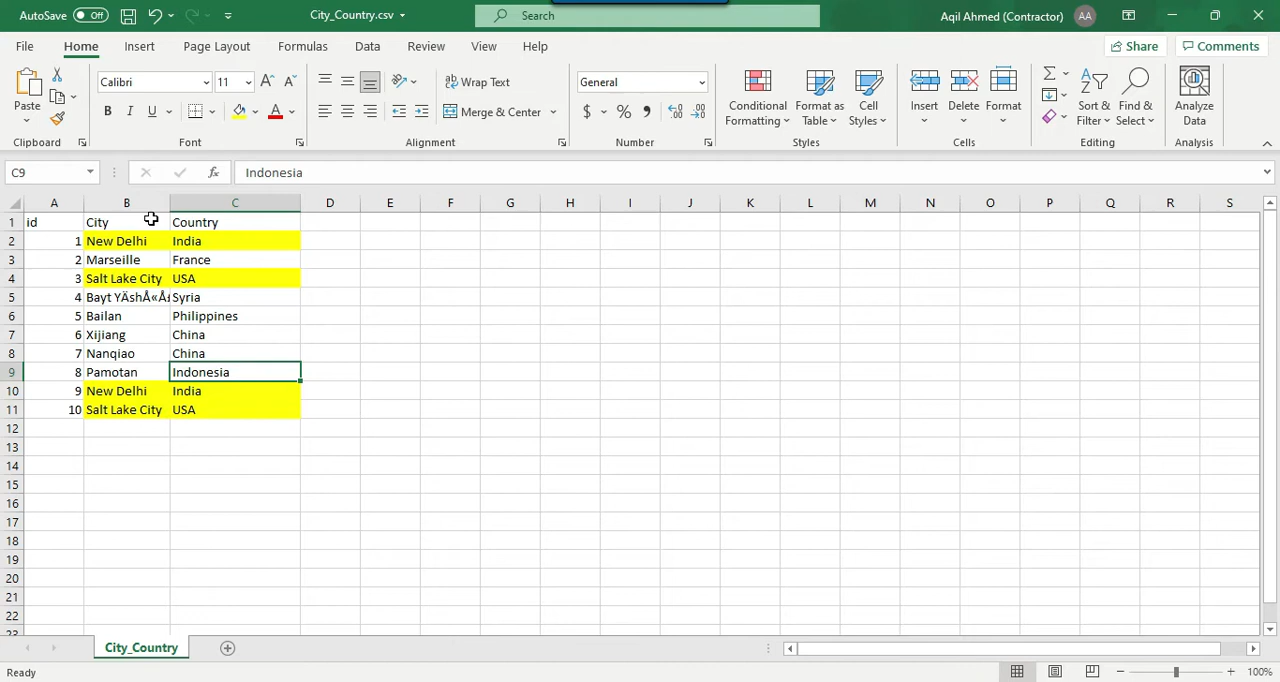 AutoSave Off City_Country.csv Search Aqil Ahmed (Contractor) AA
File Home Insert Page Layout Formulas Data Review View Help Share Comments
Paste Calibri 11 Wrap Text General Conditional Format as Cell Insert Delete Format Sort & Find & Analyze
B I U Merge & Center $ % Formatting Table Styles Filter Select Data
Clipboard Font Alignment Number Styles Cells Editing Analysis
C9 fx Indonesia
A B C D E F G H I J K L M N O P Q R S
1 id City Country
2 1 New Delhi India
3 2 Marseille France
4 3 Salt Lake City USA
5 4 Bayt Syria
6 5 Bailan Philippines
7 6 Xijiang China
8 7 Nanqiao China
9 8 Pamotan Indonesia
10 9 New Delhi India
11 10 Salt Lake City USA
12
13
14
15
16
17
18
19
20
21
22
23
City_Country
Ready 100%